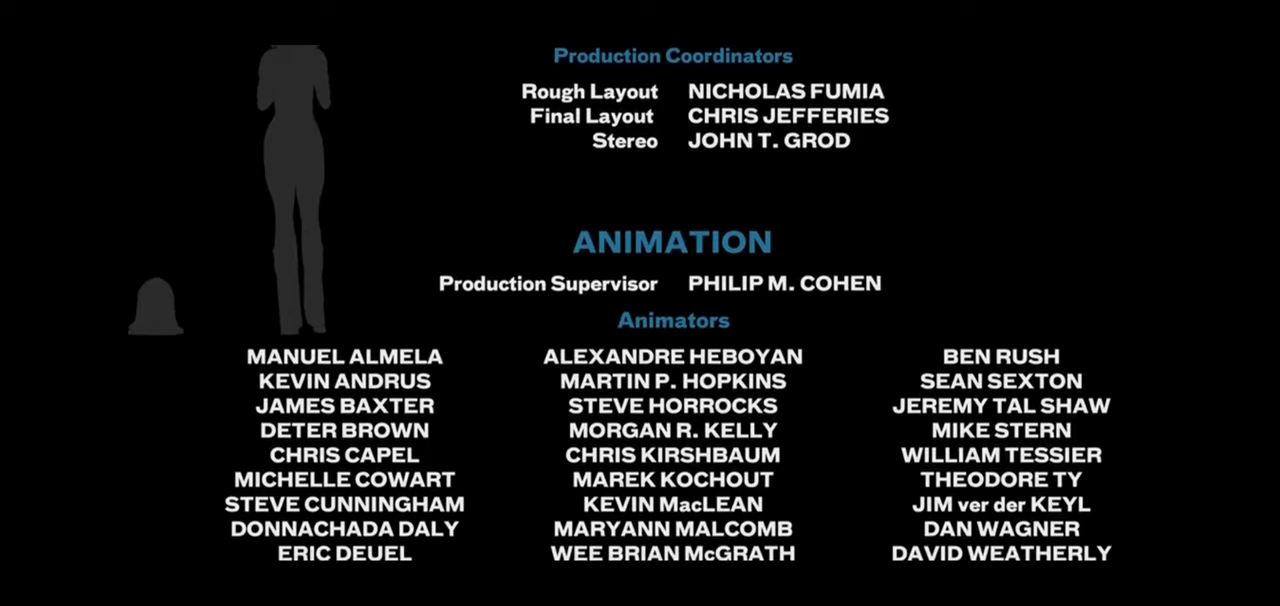 Production Coordinators
Rough Layout NICHOLAS FUMIA
Final Layout CHRIS JEFFERIES
Stereo JOHN T. GROD
ANIMATION
Production Supervisor PHILIP M. COHEN
Animators
MANUEL ALMELA ALEXANDRE HEBOYAN BEN RUSH
KEVIN ANDRUS MARTIN P. HOPKINS SEAN SEXTON
JAMES BAXTER STEVE HORROCKS JEREMY TAL SHAW
DETER BROWN MORGAN R. KELLY MIKE STERN
CHRIS CAPEL CHRIS KIRSHBAUM WILLIAM TESSIER
MICHELLE COWART MAREK KOCHOUT THEODORE TY
STEVE CUNNINGHAM KEVIN MacLEAN JIM ver der KEYL
DONNACHADA DALY MARYANN MALCOMB DAN WAGNER
ERIC DEUEL WEE BRIAN McGRATH DAVID WEATHERLY